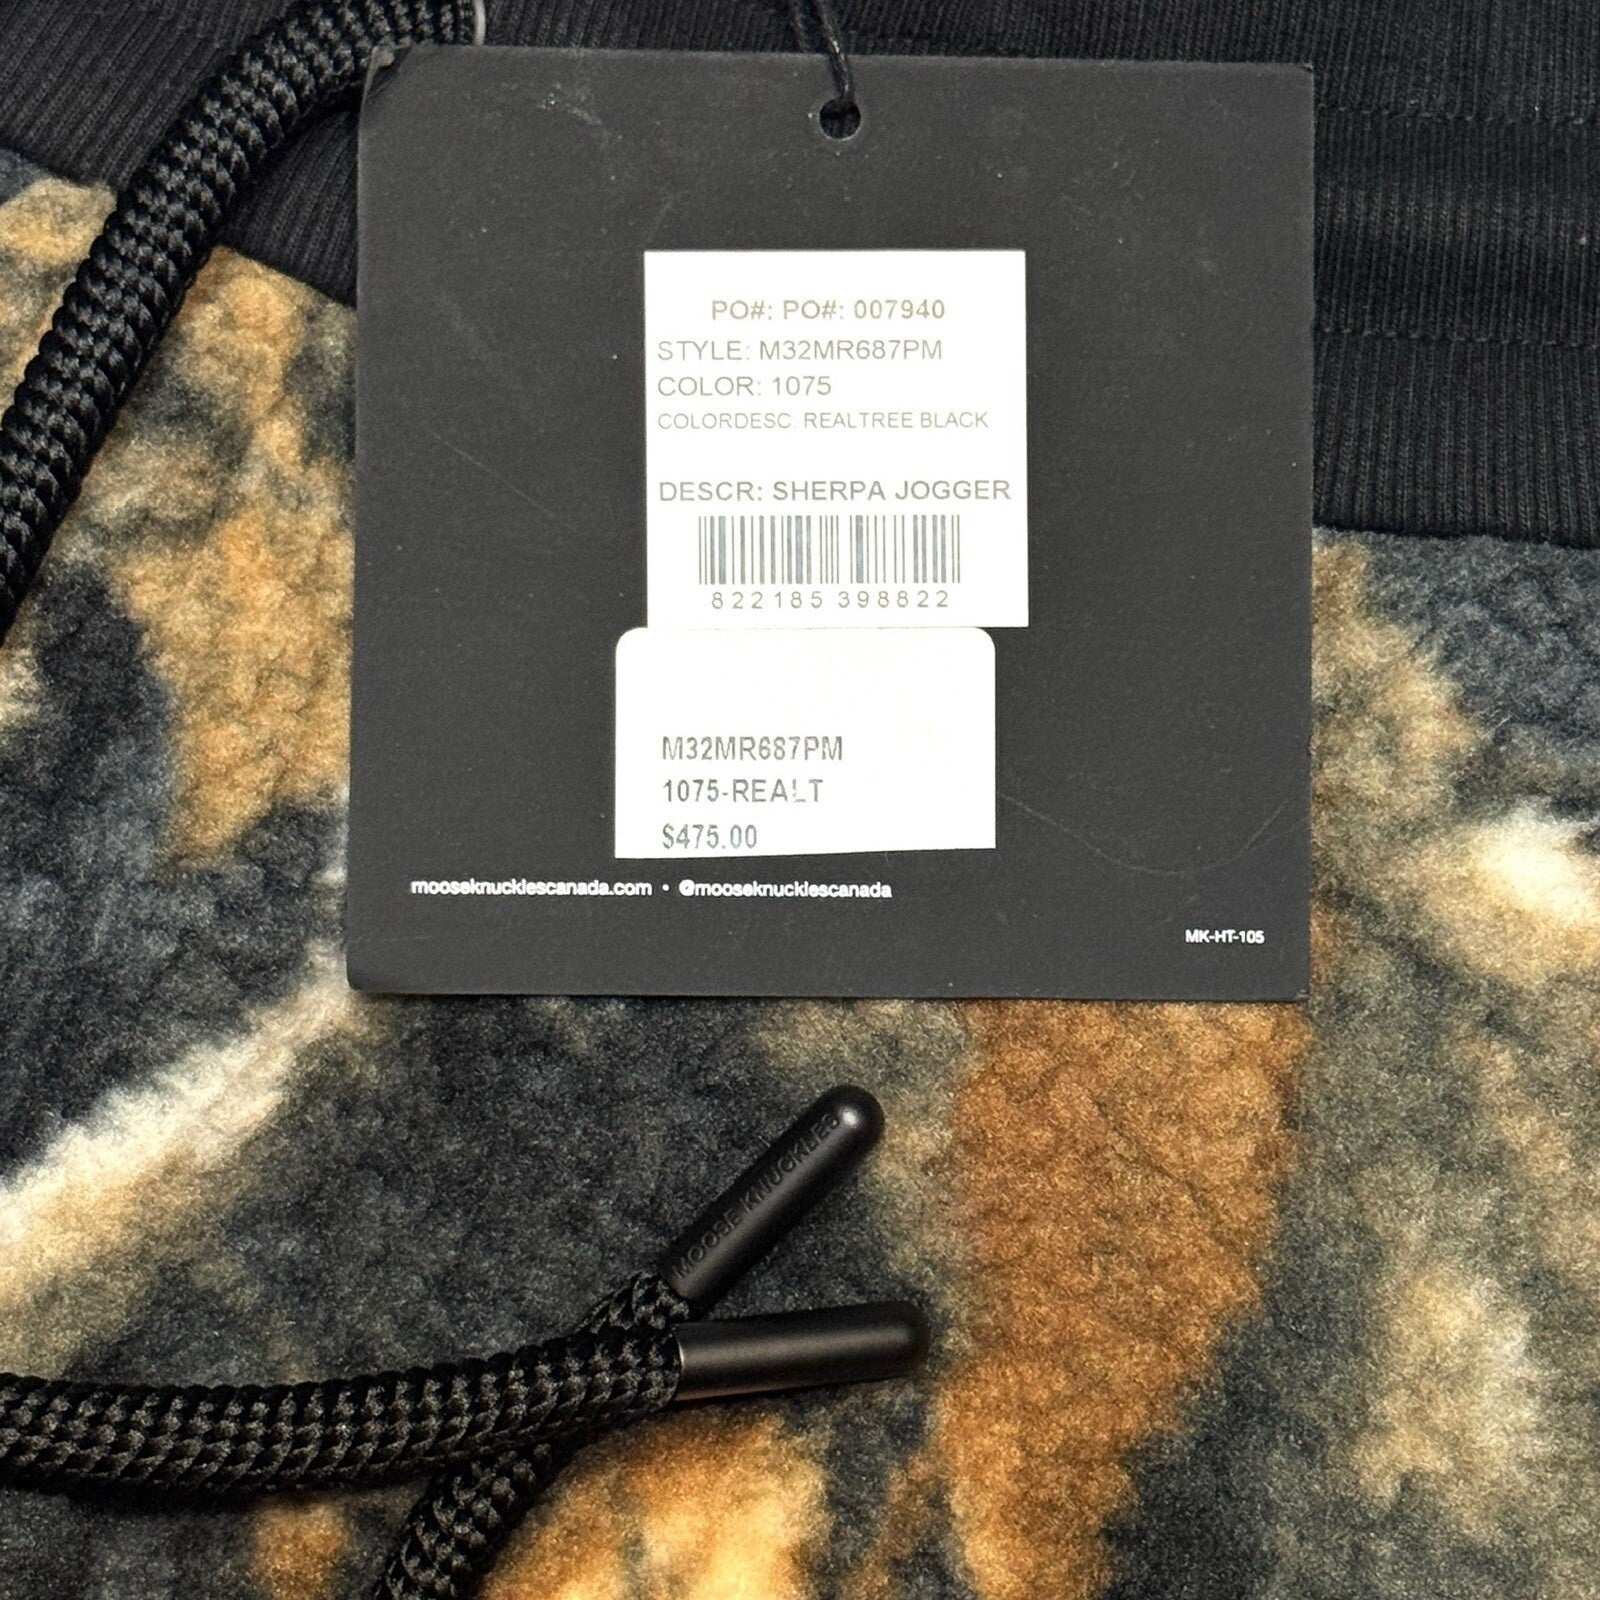 PO#: PO#: 007940
STYLE: M32MR687PM
COLOR: 1075
COLORDESC: REALTREE BLACK
DESCR: SHERPA JOGGER
822185 398822
M32MR687PM
1075-REALT
$475.00
mooseknucklescanada.com • @mooseknucklescanada
MK-HT-105
MOOSE KNUCKLES